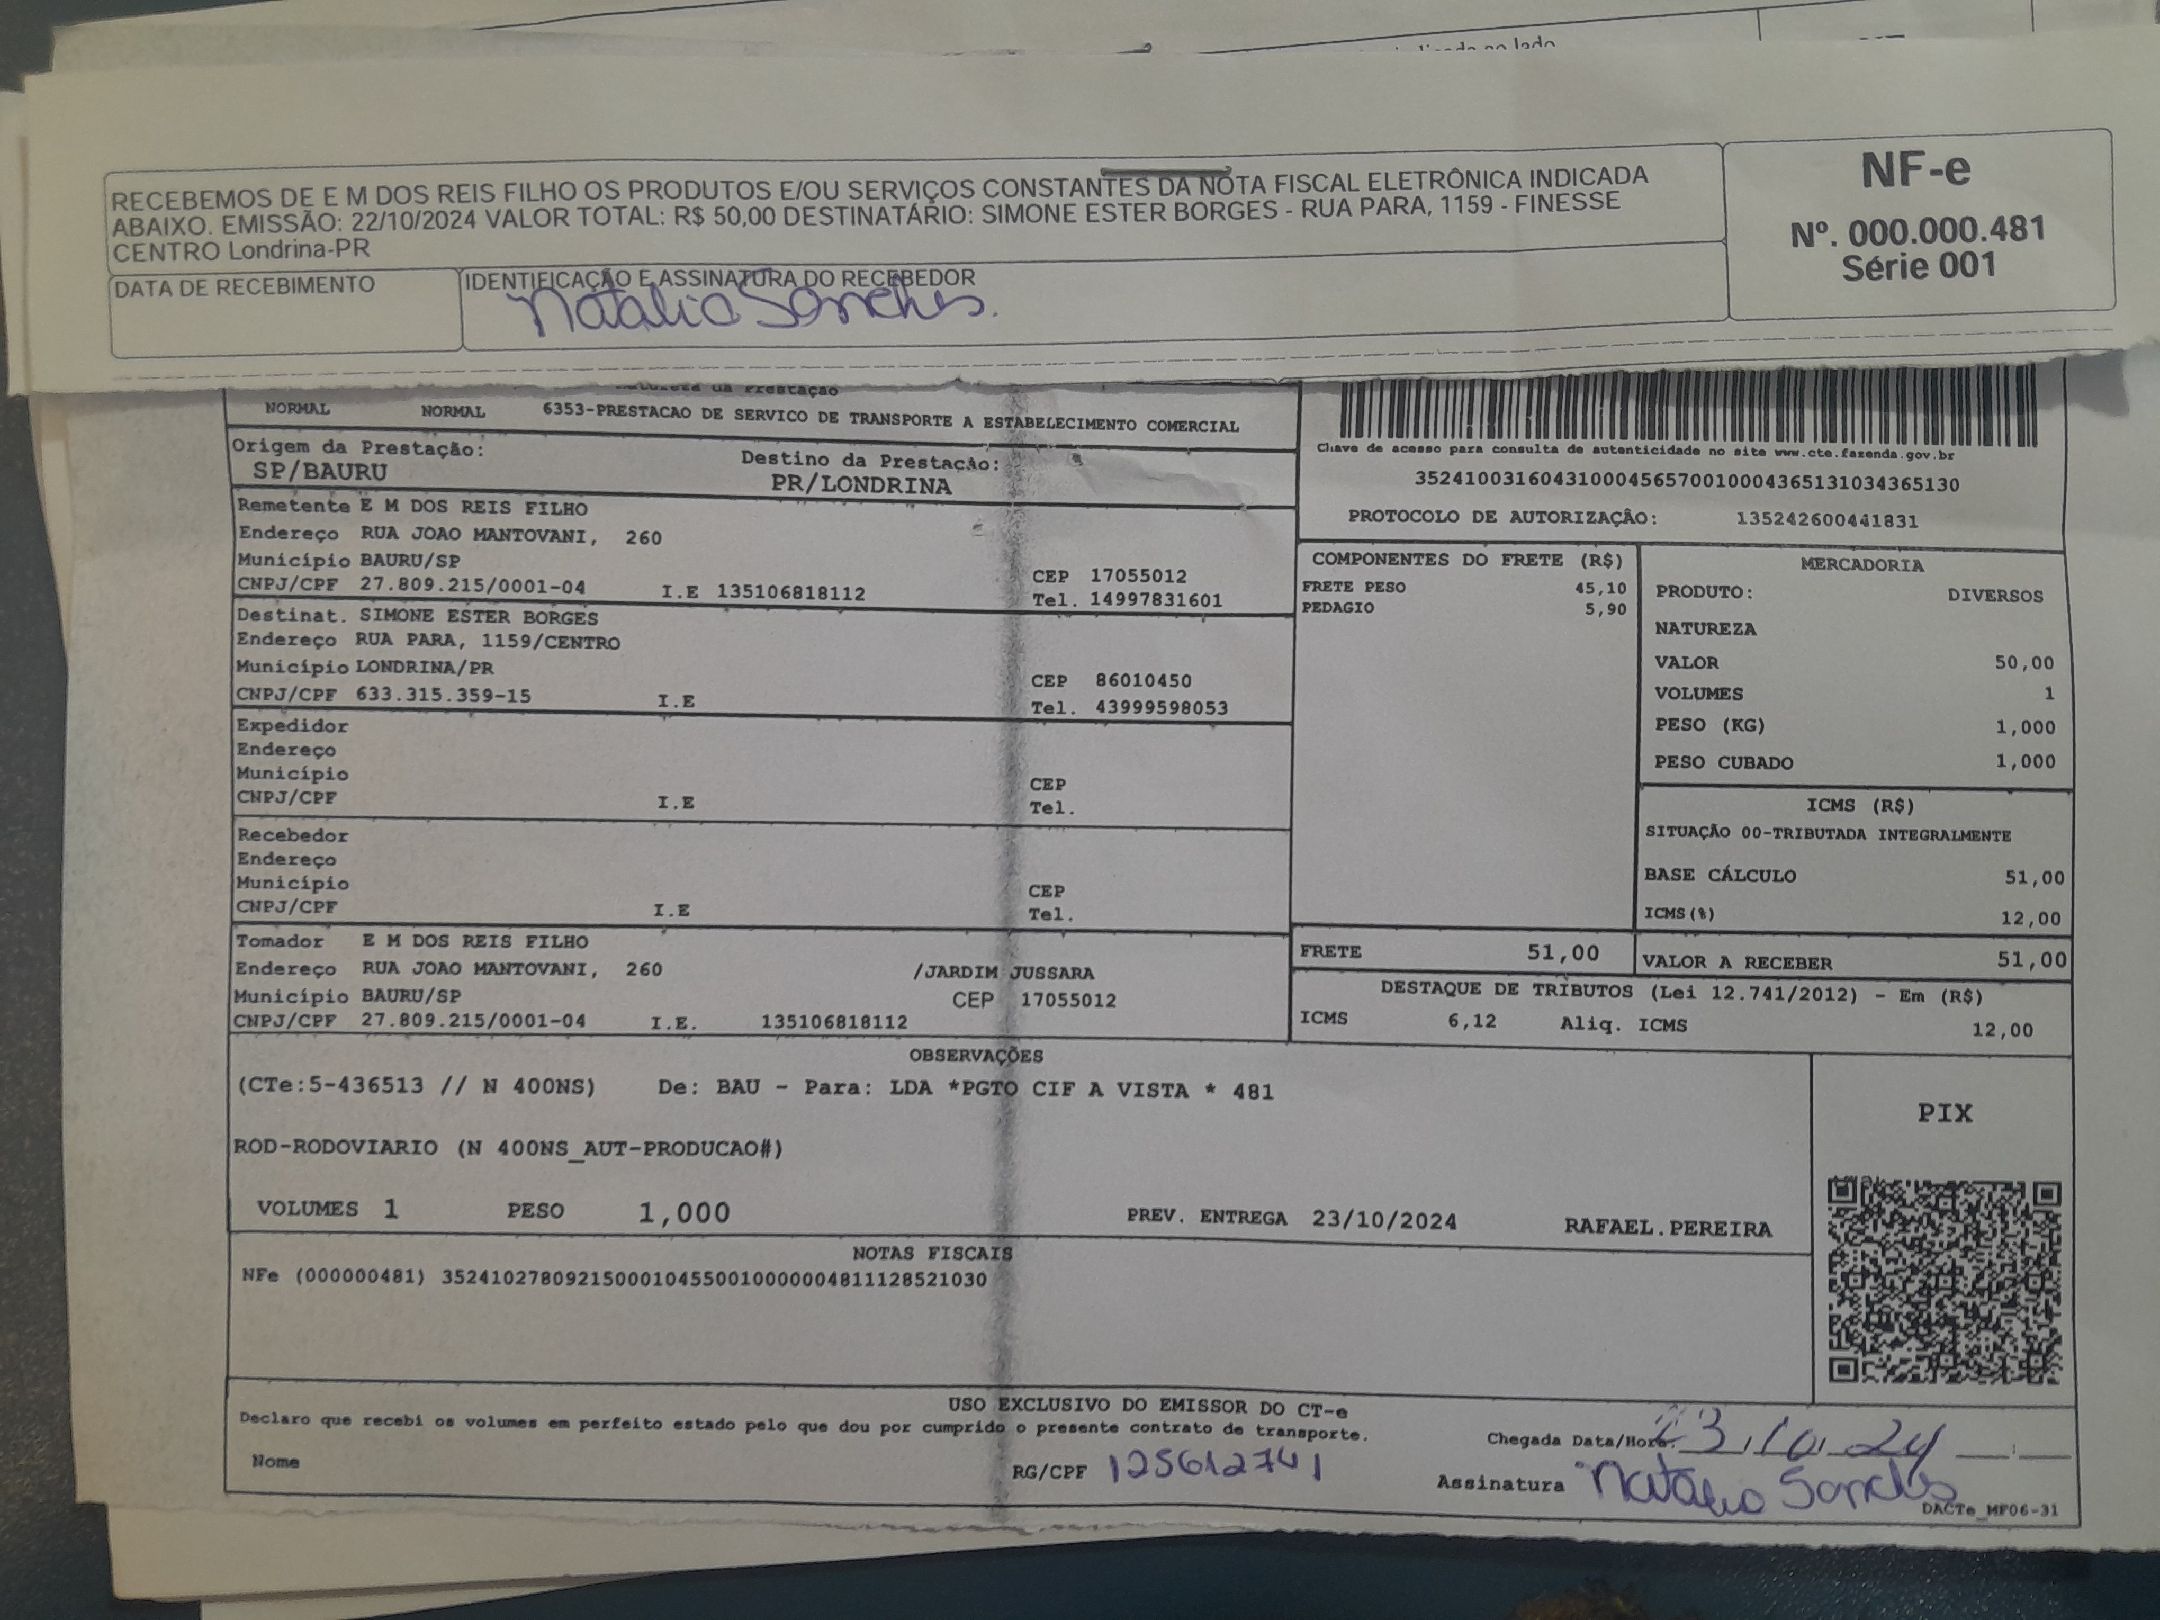 RECEBEMOS DE E M DOS REIS FILHO OS PRODUTOS E/OU SERVIÇOS CONSTANTES DA NOTA FISCAL ELETRÔNICA INDICADA
ABAIXO. EMISSÃO: 22/10/2024 VALOR TOTAL: R$ 50,00 DESTINATÁRIO: SIMONE ESTER BORGES - RUA PARA, 1159 - FINESSE
CENTRO Londrina-PR
DATA DE RECEBIMENTO
IDENTIFICAÇÃO E ASSINATURA DO RECEBEDOR
Natalia Sanches.
NF-e
Nº. 000.000.481
Série 001
NORMAL NORMAL 6353-PRESTACAO DE SERVICO DE TRANSPORTE A ESTABELECIMENTO COMERCIAL
Origem da Prestação: Destino da Prestação:
SP/BAURU PR/LONDRINA
Chave de acesso para consulta de autenticidade no site www.cte.fazenda.gov.br
35241003160431000456570010004365131034365130
PROTOCOLO DE AUTORIZAÇÃO: 135242600441831
Remetente E M DOS REIS FILHO
Endereço RUA JOAO MANTOVANI, 260
Município BAURU/SP CEP 17055012
CNPJ/CPF 27.809.215/0001-04 I.E 135106818112 Tel. 14997831601
Destinat. SIMONE ESTER BORGES
Endereço RUA PARA, 1159/CENTRO
Município LONDRINA/PR CEP 86010450
CNPJ/CPF 633.315.359-15 I.E Tel. 43999598053
Expedidor
Endereço
Município CEP
CNPJ/CPF I.E Tel.
Recebedor
Endereço
Município CEP
CNPJ/CPF I.E Tel.
Tomador E M DOS REIS FILHO
Endereço RUA JOAO MANTOVANI, 260 /JARDIM JUSSARA
Município BAURU/SP CEP 17055012
CNPJ/CPF 27.809.215/0001-04 I.E. 135106818112
COMPONENTES DO FRETE (R$)
FRETE PESO 45,10
PEDAGIO 5,90
MERCADORIA
PRODUTO: DIVERSOS
NATUREZA
VALOR 50,00
VOLUMES 1
PESO (KG) 1,000
PESO CUBADO 1,000
ICMS (R$)
SITUAÇÃO 00-TRIBUTADA INTEGRALMENTE
BASE CÁLCULO 51,00
ICMS(%) 12,00
FRETE 51,00 VALOR A RECEBER 51,00
DESTAQUE DE TRIBUTOS (Lei 12.741/2012) - Em (R$)
ICMS 6,12 Aliq. ICMS 12,00
OBSERVAÇÕES
(CTe:5-436513 // N 400NS) De: BAU - Para: LDA *PGTO CIF A VISTA * 481
ROD-RODOVIARIO (N 400NS_AUT-PRODUCAO#)
VOLUMES 1 PESO 1,000 PREV. ENTREGA 23/10/2024 RAFAEL.PEREIRA
PIX
NOTAS FISCAIS
NFe (000000481) 35241027809215000104550010000004811128521030
USO EXCLUSIVO DO EMISSOR DO CT-e
Declaro que recebi os volumes em perfeito estado pelo que dou por cumprido o presente contrato de transporte.
Chegada Data/Hora: 23/10/24
Nome RG/CPF 125612741 Assinatura Natalia Sanches
DACTe_MF06-31